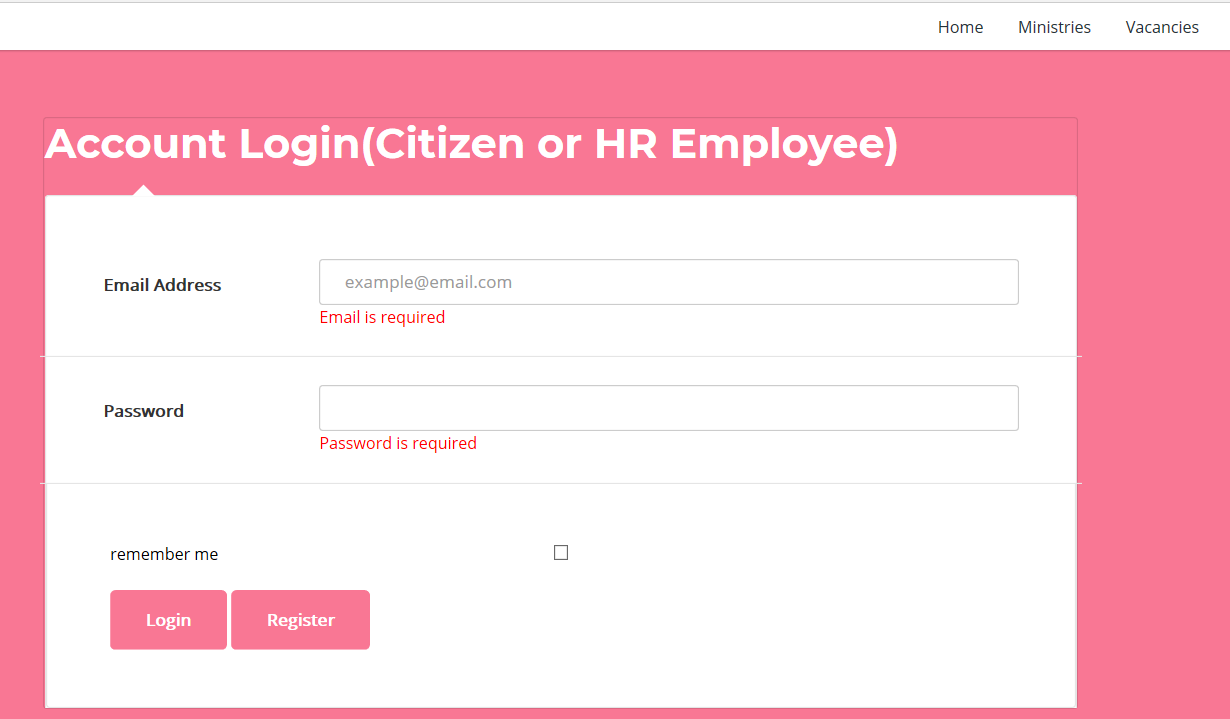 Home Ministries Vacancies
Account Login(Citizen or HR Employee)
Email Address example@email.com
Email is required
Password
Password is required
remember me
Login Register